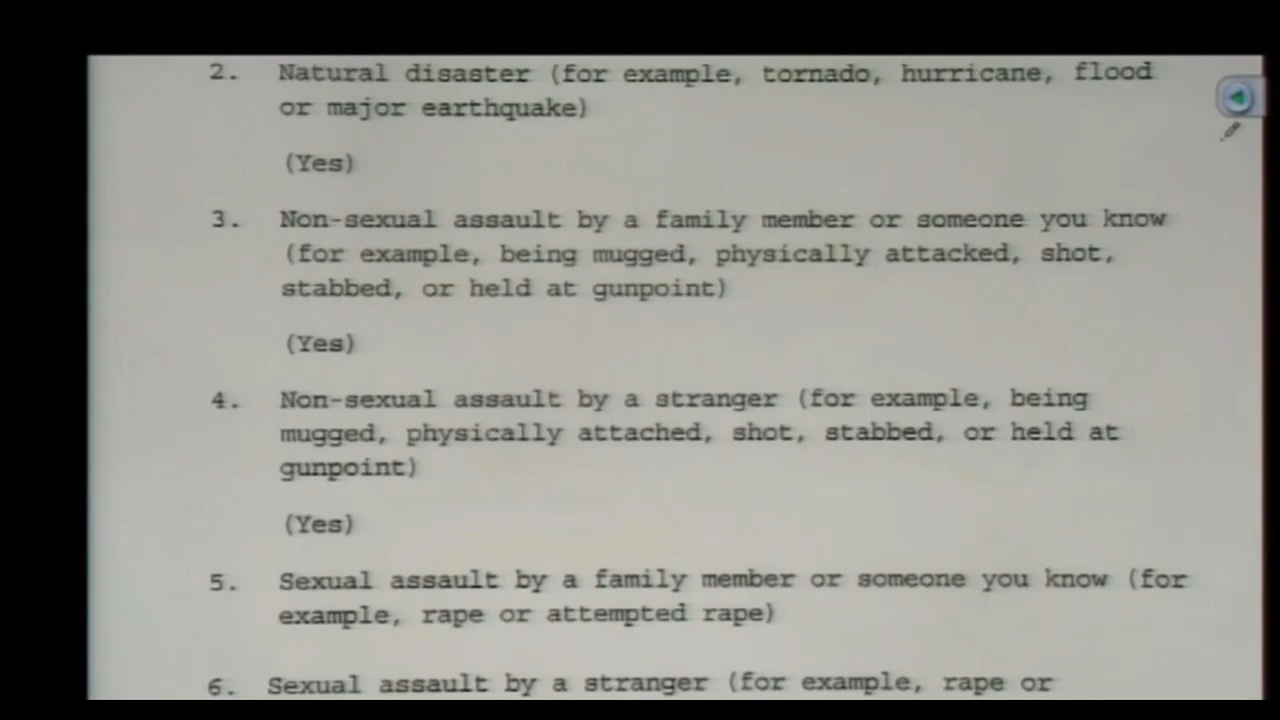 2. Natural disaster (for example, tornado, hurricane, flood
or major earthquake)
(Yes)
3. Non-sexual assault by a family member or someone you know
(for example, being mugged, physically attacked, shot,
stabbed, or held at gunpoint)
(Yes)
4. Non-sexual assault by a stranger (for example, being
mugged, physically attached, shot, stabbed, or held at
gunpoint)
(Yes)
5. Sexual assault by a family member or someone you know (for
example, rape or attempted rape)
6. Sexual assault by a stranger (for example, rape or